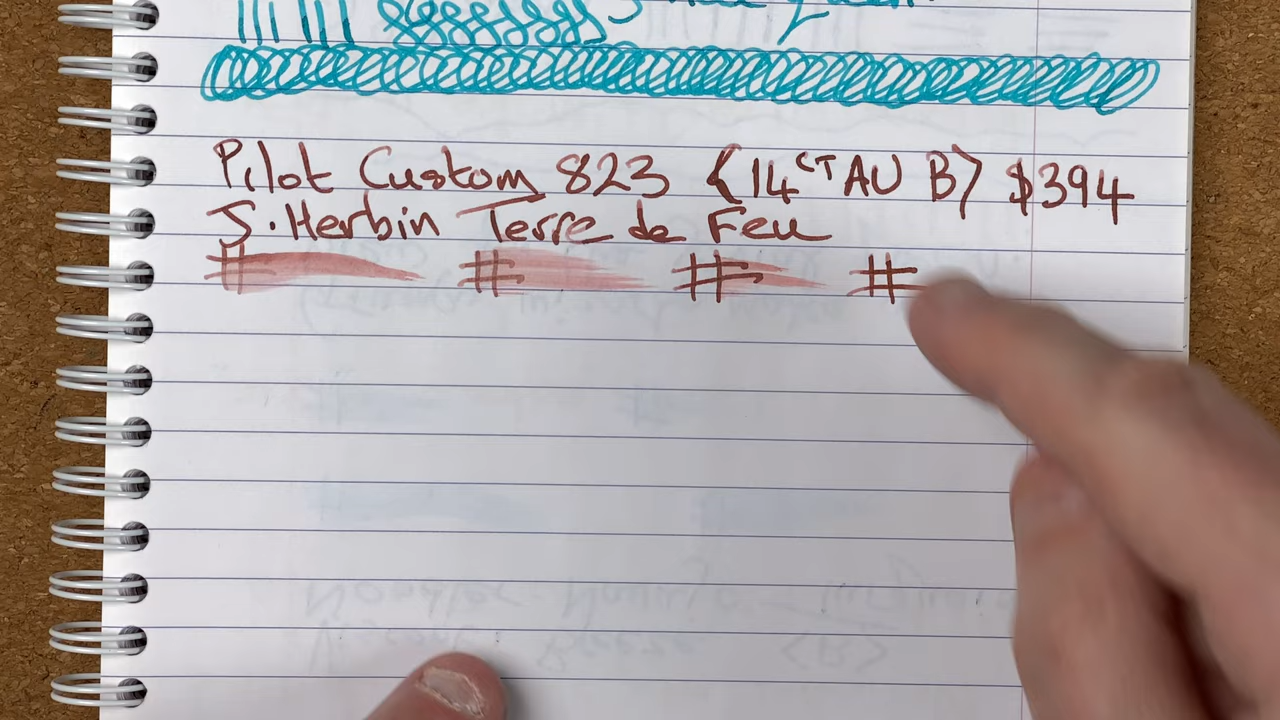 Pilot Custom 823 <14CT AU B> $394
J. Herbin Terre de Feu
# # # #